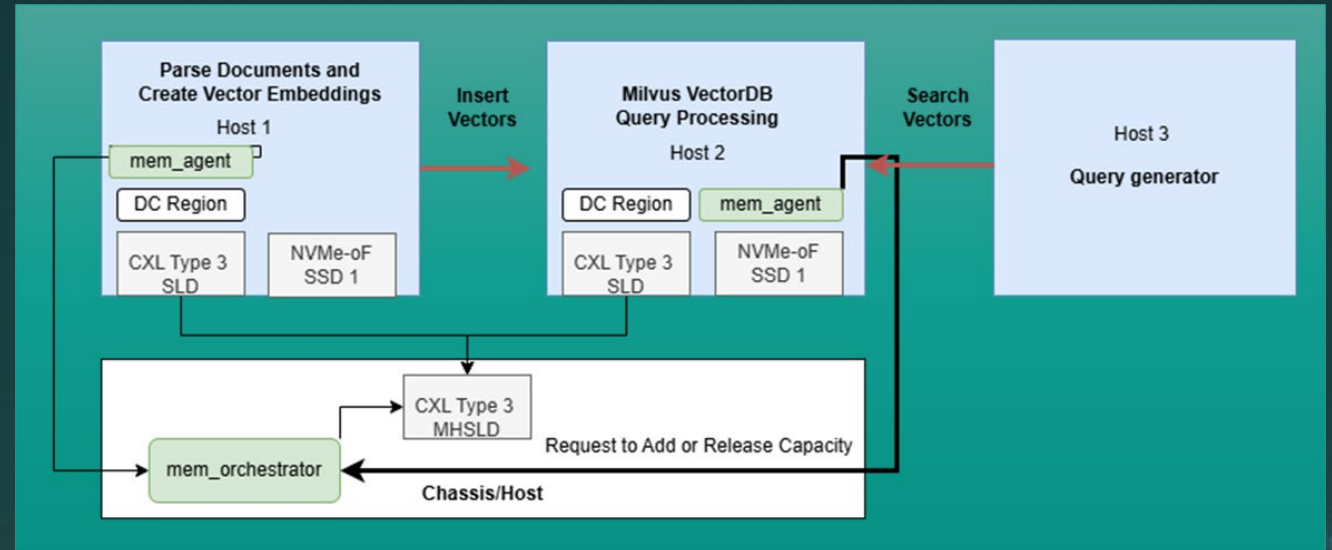 Parse Documents and
Create Vector Embeddings
Host 1
mem_agent
DC Region
CXL Type 3
SLD
NVMe-oF
SSD 1
Insert
Vectors
Milvus VectorDB
Query Processing
Host 2
DC Region
mem_agent
CXL Type 3
SLD
NVMe-oF
SSD 1
Search
Vectors
Host 3
Query generator
CXL Type 3
MHSLD
Request to Add or Release Capacity
mem_orchestrator
Chassis/Host